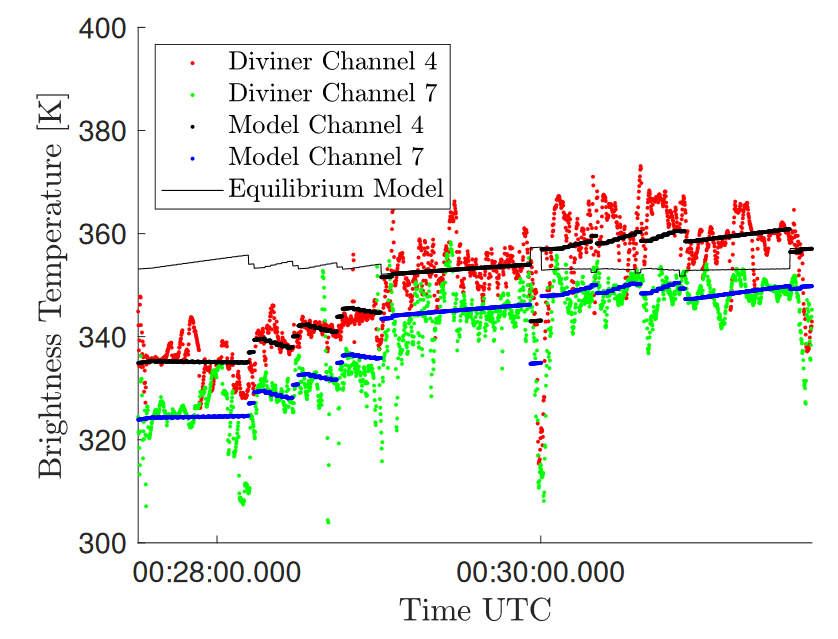 400
380
360
340
320
300
Brightness Temperature [K]
Diviner Channel 4
Diviner Channel 7
Model Channel 4
Model Channel 7
Equilibrium Model
00:28:00.000
00:30:00.000
Time UTC